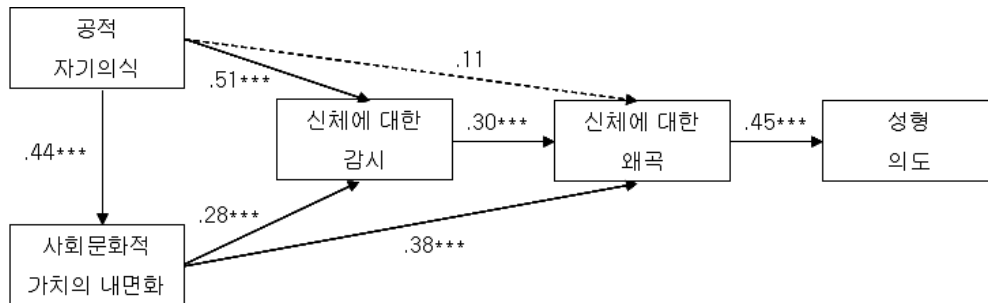 공적
자기의식
.11
.51***
신체에 대한
감시
.30***
신체에 대한
왜곡
.45***
성형
의도
.44***
.28***
.38***
사회문화적
가치의 내면화